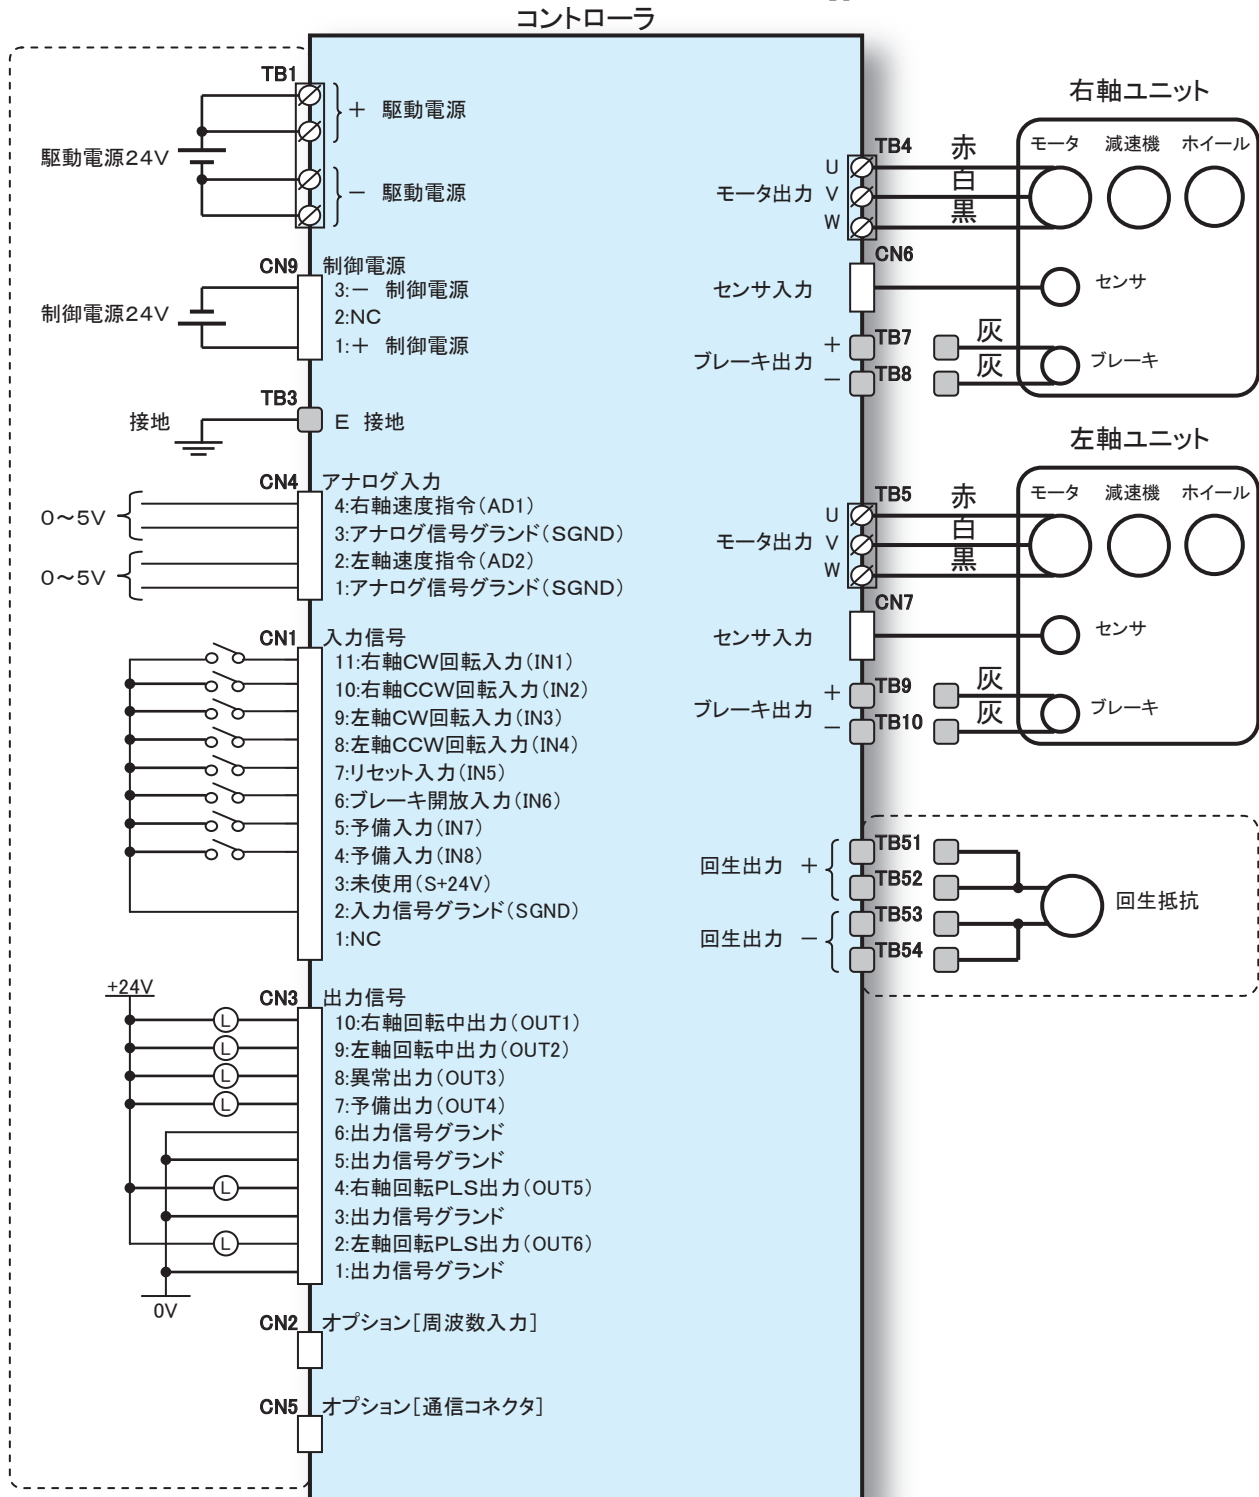 コントローラ
TB1
＋ 駆動電源
駆動電源24V
－ 駆動電源
CN9 制御電源
3:－ 制御電源
制御電源24V
2:NC
1:＋ 制御電源
TB3
接地
E 接地
CN4 アナログ入力
0～5V
4:右軸速度指令(AD1)
3:アナログ信号グランド(SGND)
0～5V
2:左軸速度指令(AD2)
1:アナログ信号グランド(SGND)
CN1 入力信号
11:右軸CW回転入力(IN1)
10:右軸CCW回転入力(IN2)
9:左軸CW回転入力(IN3)
8:左軸CCW回転入力(IN4)
7:リセット入力(IN5)
6:ブレーキ開放入力(IN6)
5:予備入力(IN7)
4:予備入力(IN8)
3:未使用(S+24V)
2:入力信号グランド(SGND)
1:NC
+24V
CN3 出力信号
L 10:右軸回転中出力(OUT1)
L 9:左軸回転中出力(OUT2)
L 8:異常出力(OUT3)
L 7:予備出力(OUT4)
6:出力信号グランド
5:出力信号グランド
L 4:右軸回転PLS出力(OUT5)
3:出力信号グランド
L 2:左軸回転PLS出力(OUT6)
1:出力信号グランド
0V
CN2 オプション[周波数入力]
CN5 オプション[通信コネクタ]
右軸ユニット
TB4
モータ出力
U
V
W
赤
白
黒
モータ 減速機 ホイール
CN6
センサ入力
センサ
ブレーキ出力
＋ TB7 灰
－ TB8 灰
ブレーキ
左軸ユニット
TB5
モータ出力
U
V
W
赤
白
黒
モータ 減速機 ホイール
CN7
センサ入力
センサ
ブレーキ出力
＋ TB9 灰
－ TB10 灰
ブレーキ
回生出力 ＋
TB51
TB52
回生出力 －
TB53
TB54
回生抵抗